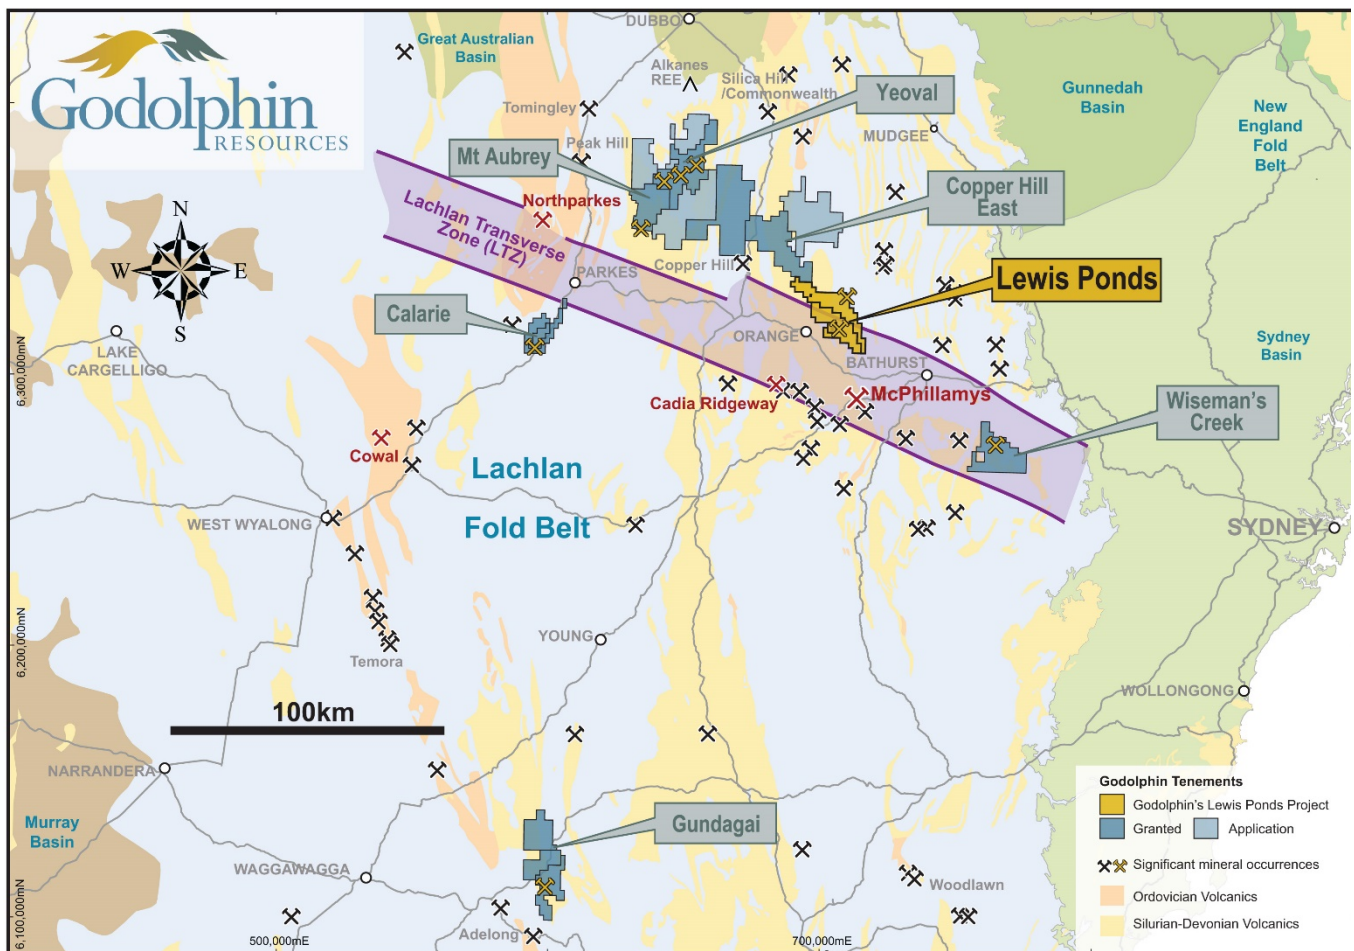 Godolphin
RESOURCES
DUBBO
Great Australian
Basin
Alkanes
REE
Silica Hill
/Commonwealth
Yeoval
Gunnedah
Basin
New
England
Fold
Belt
Tomingley
Peak Hill
MUDGEE
Mt Aubrey
Copper Hill
East
Northparkes
Lachlan Transverse
Zone (LTZ)
N
W
E
S
Copper Hill
PARKES
Lewis Ponds
Calarie
ORANGE
BATHURST
LAKE
CARGELLIGO
Sydney
Basin
6,300,000mN
Cadia Ridgeway
McPhillamys
Wiseman's
Creek
Cowal
Lachlan
Fold Belt
WEST WYALONG
SYDNEY
YOUNG
6,200,000mN
Temora
WOLLONGONG
100km
NARRANDERA
Murray
Basin
Gundagai
WAGGAWAGGA
Woodlawn
Adelong
6,100,000mN
500,000mE
700,000mE
Godolphin Tenements
Godolphin's Lewis Ponds Project
Granted
Application
Significant mineral occurrences
Ordovician Volcanics
Silurian-Devonian Volcanics